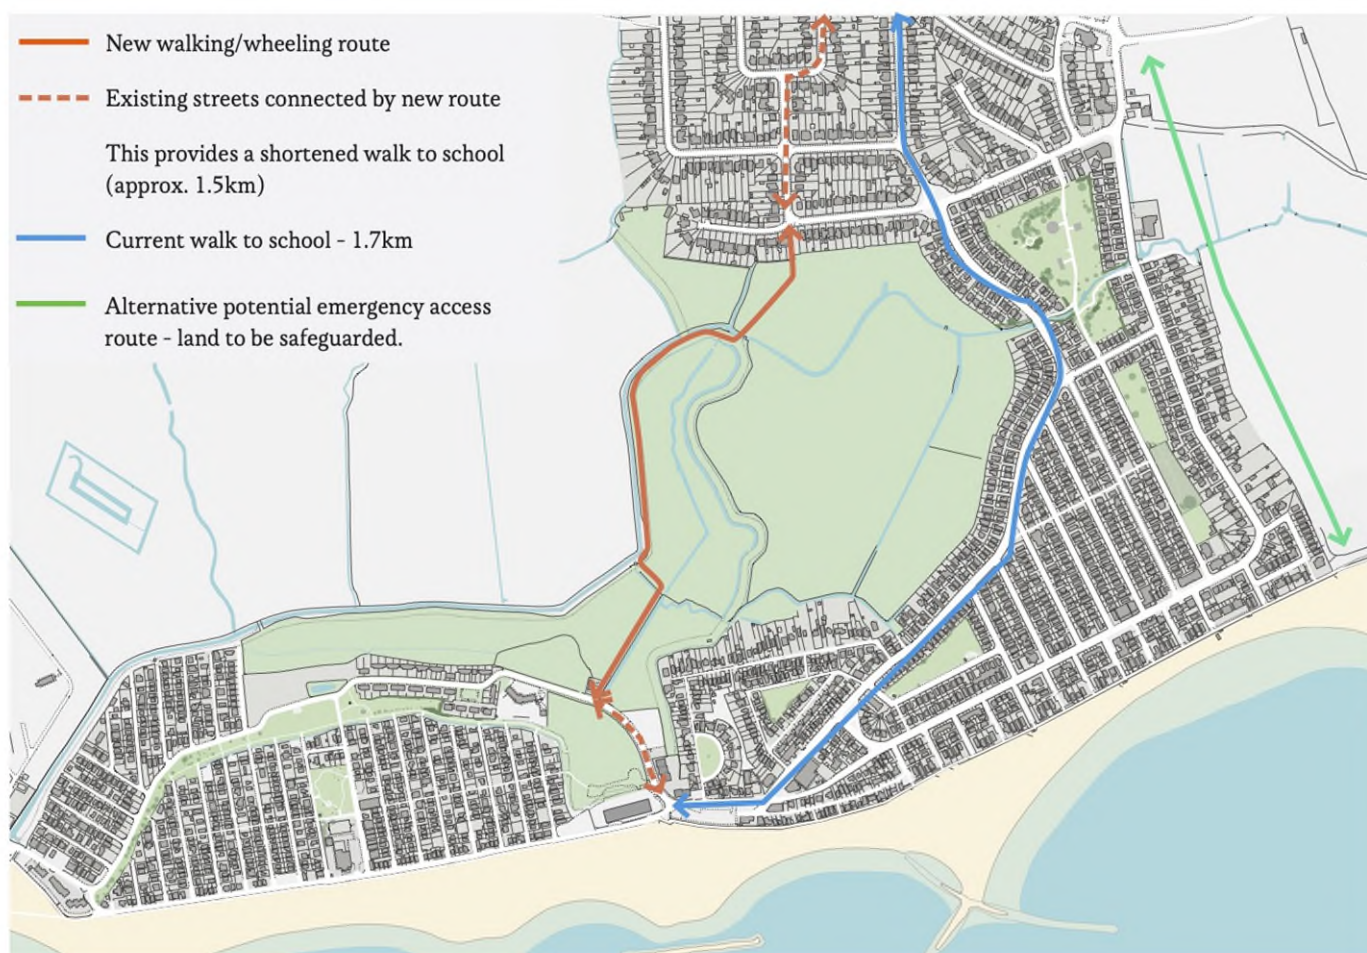 New walking/wheeling route
Existing streets connected by new route
This provides a shortened walk to school
(approx. 1.5km)
Current walk to school - 1.7km
Alternative potential emergency access
route - land to be safeguarded.